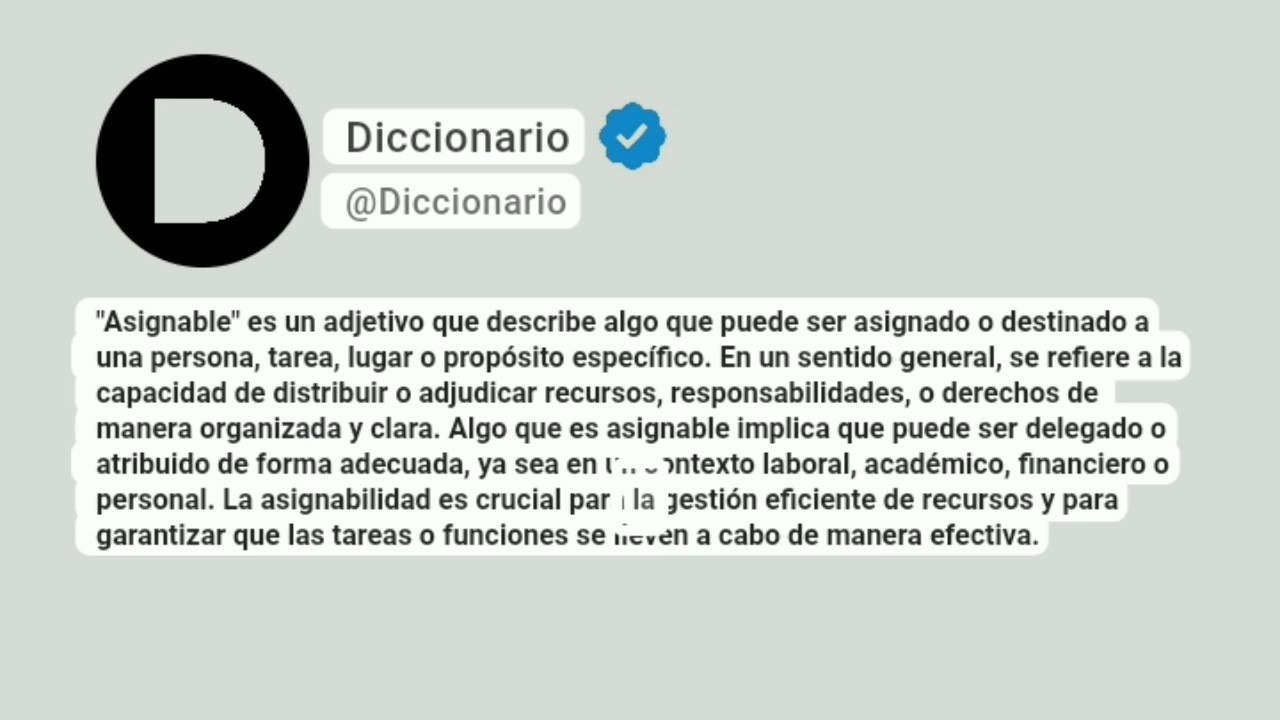 D
Diccionario
@Diccionario
"Asignable" es un adjetivo que describe algo que puede ser asignado o destinado a
una persona, tarea, lugar o propósito específico. En un sentido general, se refiere a la
capacidad de distribuir o adjudicar recursos, responsabilidades, o derechos de
manera organizada y clara. Algo que es asignable implica que puede ser delegado o
atribuido de forma adecuada, ya sea en un contexto laboral, académico, financiero o
personal. La asignabilidad es crucial para la gestión eficiente de recursos y para
garantizar que las tareas o funciones se lleven a cabo de manera efectiva.